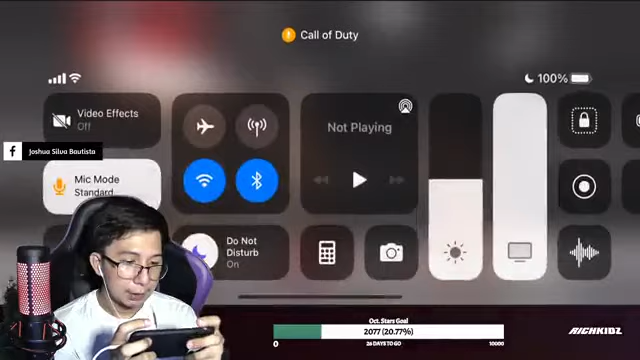 Call of Duty
100%
Video Effects
Off
Not Playing
Joshua Silva Bautista
Mic Mode
Standard
Do Not
Disturb
On
Oct. Stars Goal
2077 (20.77%)
0
10000
26 DAYS TO GO
RICHKIDZ